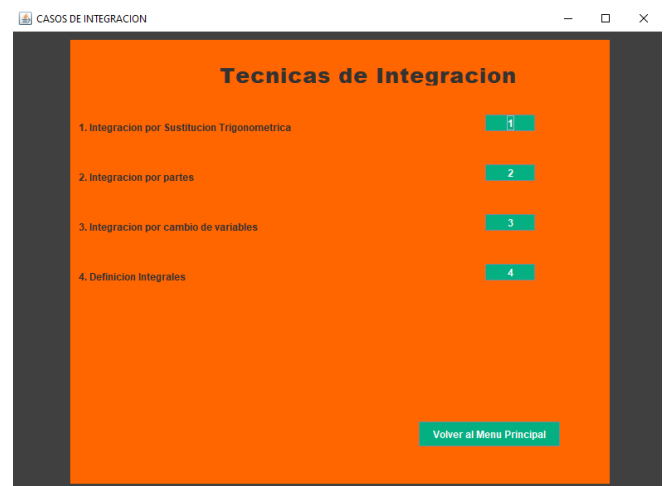 CASOS DE INTEGRACION
Tecnicas de Integracion
1. Integracion por Sustitucion Trigonometrica
1
2. Integracion por partes
2
3. Integracion por cambio de variables
3
4. Definicion Integrales
4
Volver al Menu Principal